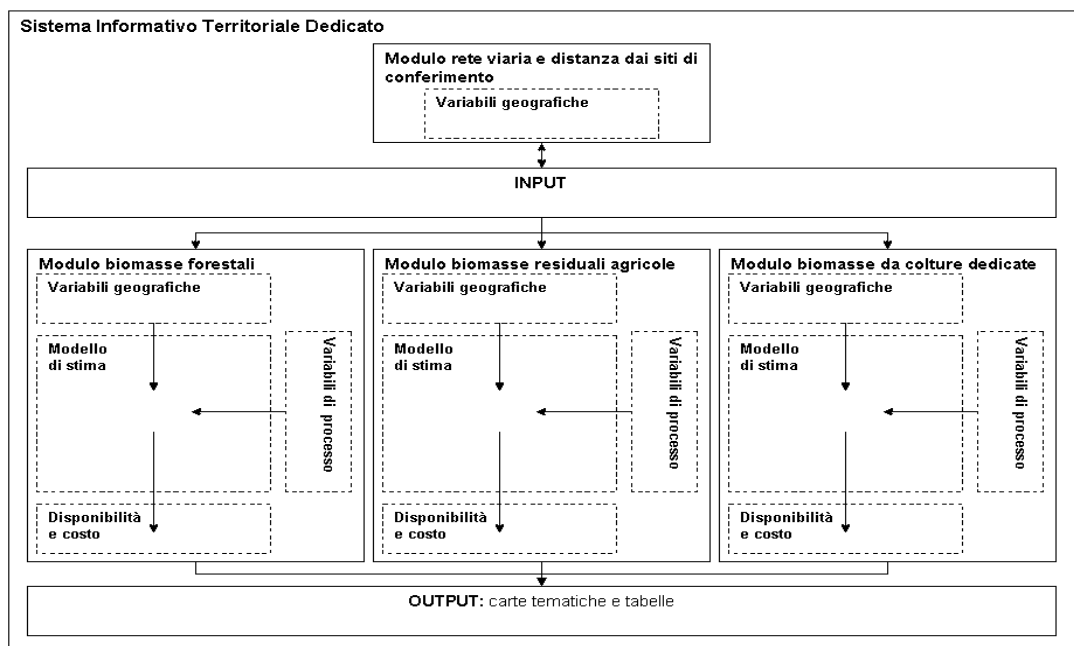 Sistema Informativo Territoriale Dedicato
Modulo rete viaria e distanza dai siti di
conferimento
Variabili geografiche
INPUT
Modulo biomasse forestali
Variabili geografiche
Modello
di stima
Variabili di processo
Disponibilità
e costo
Modulo biomasse residuali agricole
Variabili geografiche
Modello
di stima
Variabili di processo
Disponibilità
e costo
Modulo biomasse da colture dedicate
Variabili geografiche
Modello
di stima
Variabili di processo
Disponibilità
e costo
OUTPUT: carte tematiche e tabelle